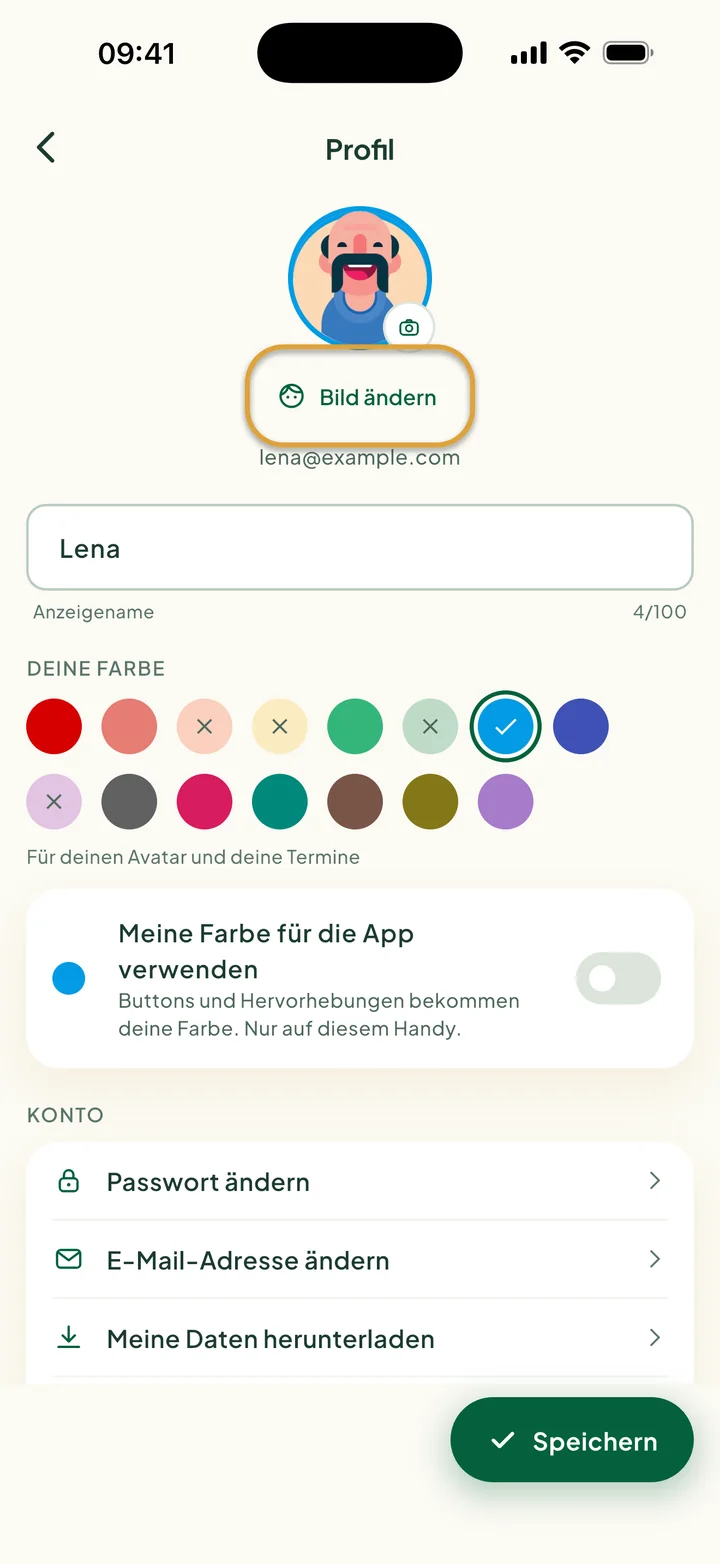 09:41
Profil
Bild ändern
lena@example.com
Lena
Anzeigename 4/100
DEINE FARBE
Für deinen Avatar und deine Termine
Meine Farbe für die App
verwenden
Buttons und Hervorhebungen bekommen
deine Farbe. Nur auf diesem Handy.
KONTO
Passwort ändern
E-Mail-Adresse ändern
Meine Daten herunterladen
Speichern